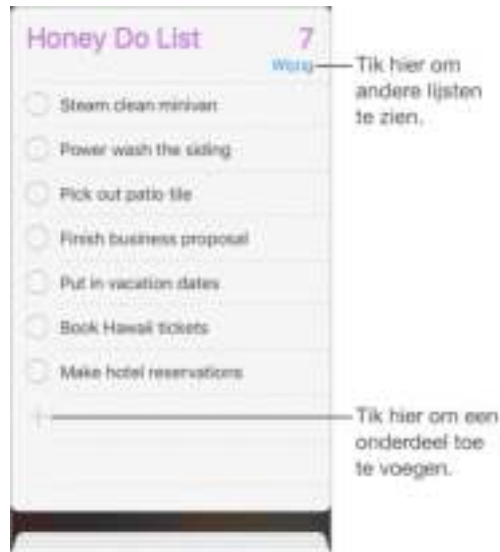 Honey Do List 7
Wijzig
Tik hier om
andere lijsten
te zien.
Steam clean minivan
Power wash the siding
Pick out patio tile
Finish business proposal
Put in vacation dates
Book Hawaii tickets
Make hotel reservations
+
Tik hier om een
onderdeel toe
te voegen.